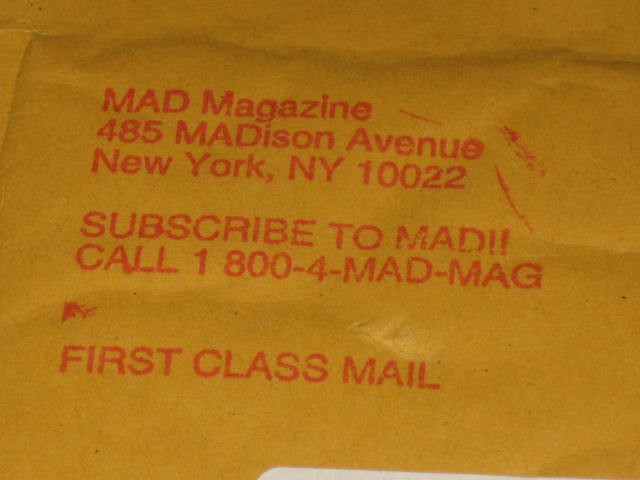 MAD Magazine
485 MADison Avenue
New York, NY 10022
SUBSCRIBE TO MAD!!
CALL 1 800-4-MAD-MAG
FIRST CLASS MAIL